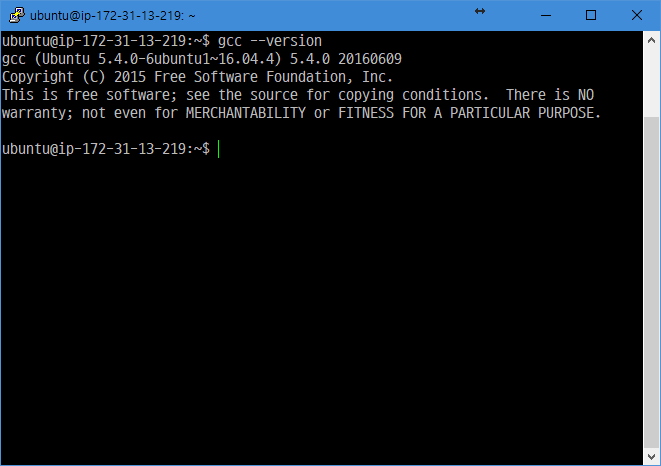 ubuntu@ip-172-31-13-219: ~
ubuntu@ip-172-31-13-219:~$ gcc --version
gcc (Ubuntu 5.4.0-6ubuntu1~16.04.4) 5.4.0 20160609
Copyright (C) 2015 Free Software Foundation, Inc.
This is free software; see the source for copying conditions.  There is NO
warranty; not even for MERCHANTABILITY or FITNESS FOR A PARTICULAR PURPOSE.
ubuntu@ip-172-31-13-219:~$